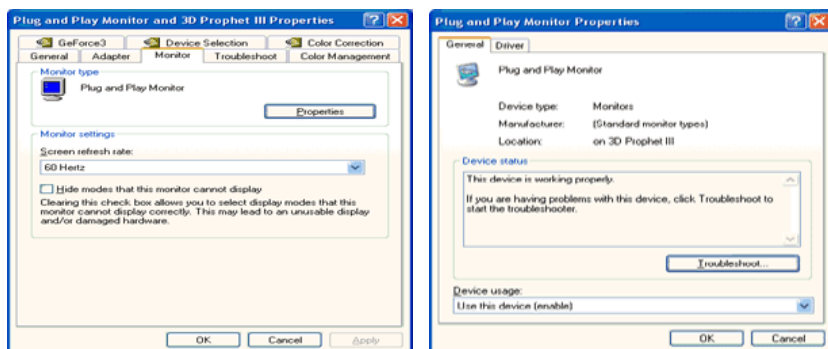 Plug and Play Monitor and 3D Prophet III Properties
GeForce3
Device Selection
Color Correction
General
Adapter
Monitor
Troubleshoot
Color Management
Monitor type
Plug and Play Monitor
Properties
Monitor settings
Screen refresh rate:
60 Hertz
Hide modes that this monitor cannot display
Clearing this check box allows you to select display modes that this
monitor cannot display correctly. This may lead to an unusable display
and/or damaged hardware.
OK
Cancel
Apply
Plug and Play Monitor Properties
General
Driver
Plug and Play Monitor
Device type: Monitors
Manufacturer: (Standard monitor types)
Location: on 3D Prophet III
Device status
This device is working properly.
If you are having problems with this device, click Troubleshoot to
start the troubleshooter.
Troubleshoot...
Device usage:
Use this device (enable)
OK
Cancel